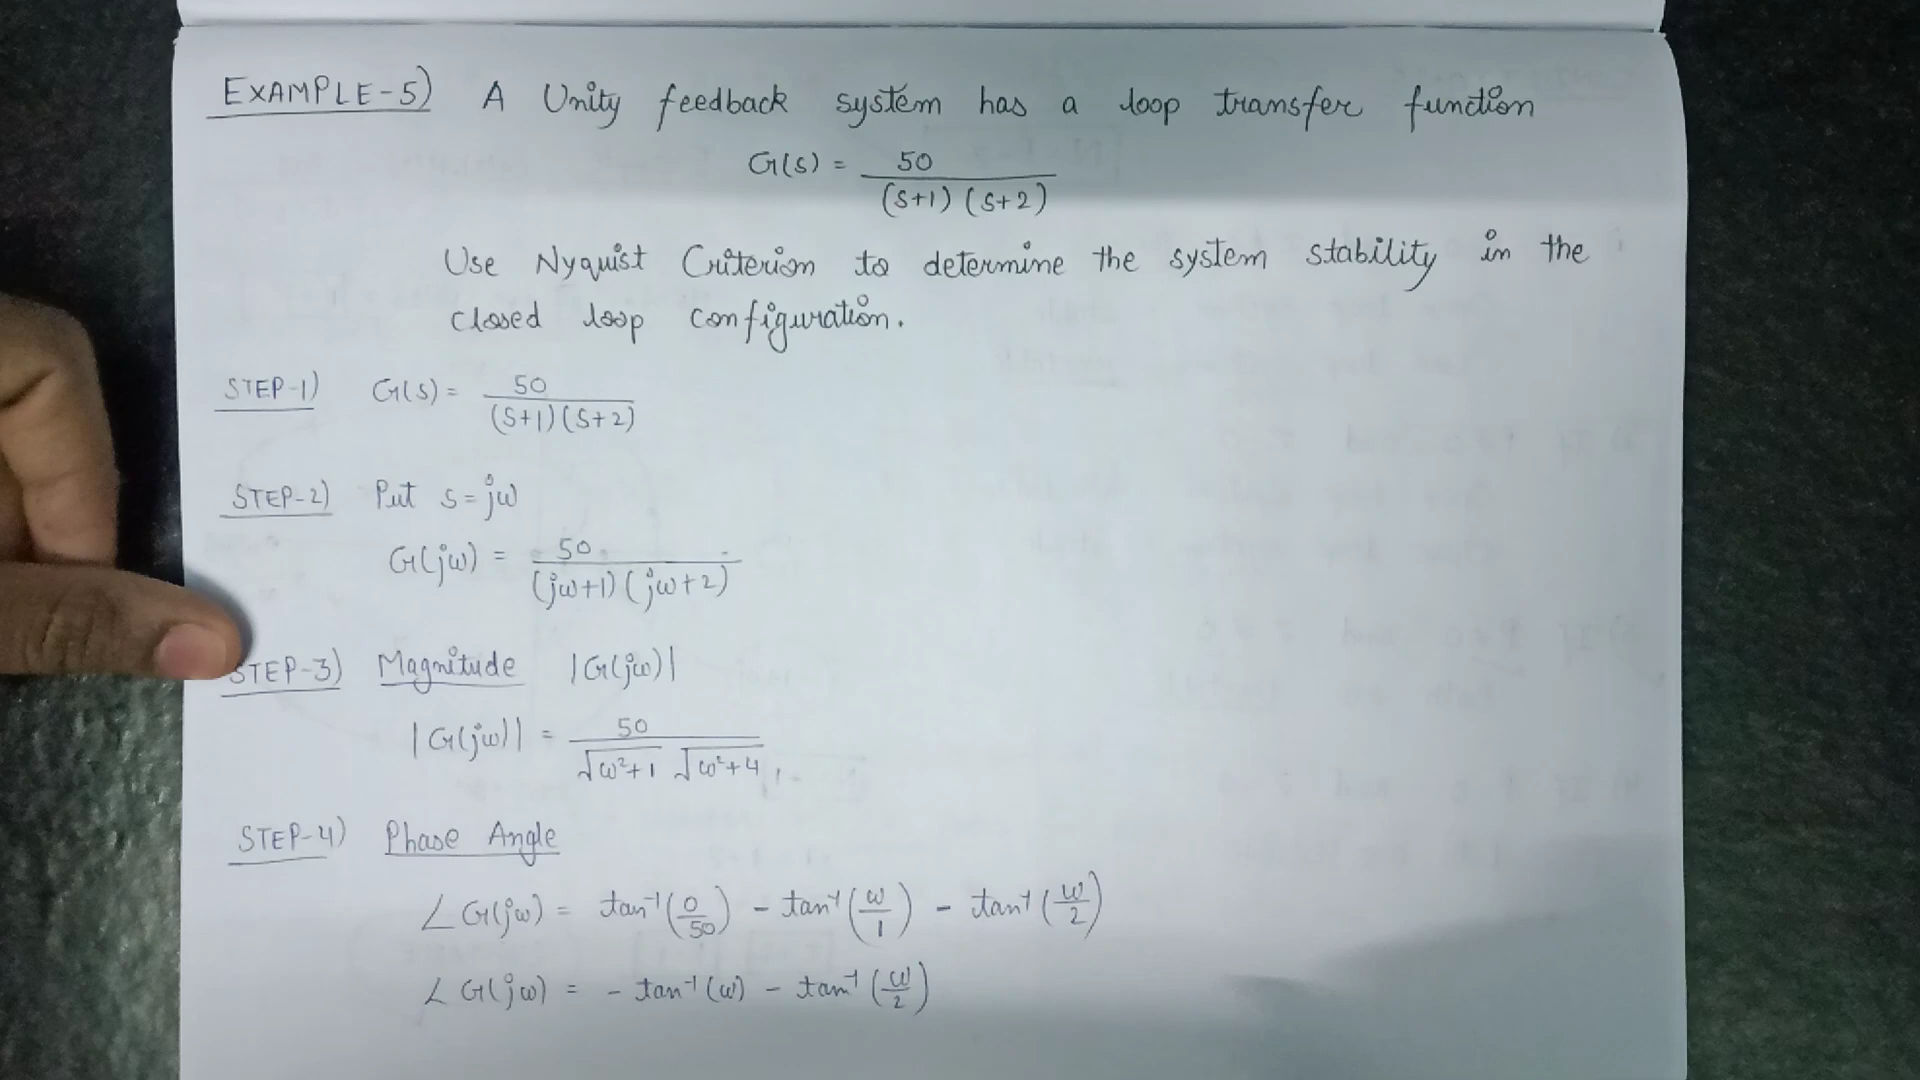 EXAMPLE-5) A Unity feedback system has a loop transfer function
G(s) = 50 / (s+1) (s+2)
Use Nyquist Criterion to determine the system stability in the
closed loop configuration.
STEP-1) G(s) = 50 / (s+1)(s+2)
STEP-2) Put s=jω
G(jω) = 50 / (jω+1)(jω+2)
STEP-3) Magnitude |G(jω)|
|G(jω)| = 50 / √ω²+1 √ω²+4
STEP-4) Phase Angle
∠G(jω) = tan⁻¹(0/50) - tan⁻¹(ω/1) - tan⁻¹(ω/2)
∠G(jω) = - tan⁻¹(ω) - tan⁻¹(ω/2)